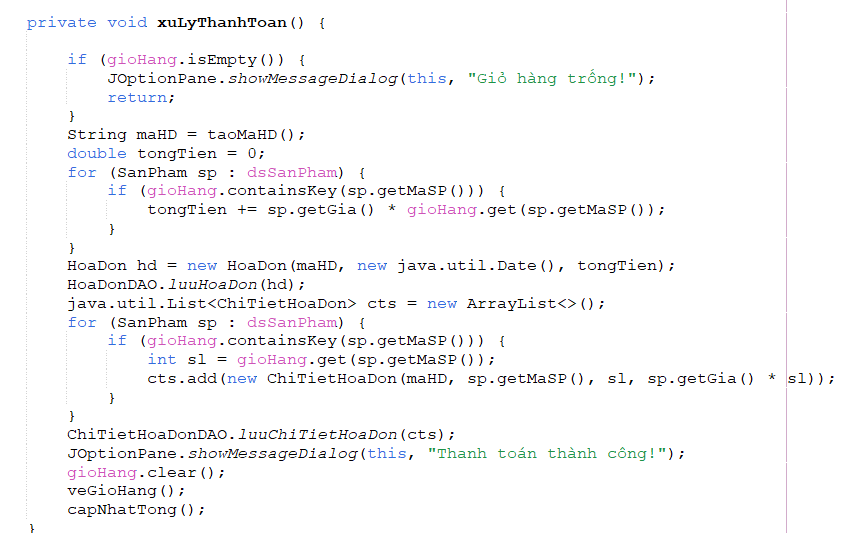 private void xuLyThanhToan() {
if (gioHang.isEmpty()) {
JOptionPane.showMessageDialog(this, "Giỏ hàng trống!");
return;
}
String maHD = taoMaHD();
double tongTien = 0;
for (SanPham sp : dsSanPham) {
if (gioHang.containsKey(sp.getMaSP())) {
tongTien += sp.getGia() * gioHang.get(sp.getMaSP());
}
}
HoaDon hd = new HoaDon(maHD, new java.util.Date(), tongTien);
HoaDonDAO.luuHoaDon(hd);
java.util.List<ChiTietHoaDon> cts = new ArrayList<>();
for (SanPham sp : dsSanPham) {
if (gioHang.containsKey(sp.getMaSP())) {
int sl = gioHang.get(sp.getMaSP());
cts.add(new ChiTietHoaDon(maHD, sp.getMaSP(), sl, sp.getGia() * sl));
}
}
ChiTietHoaDonDAO.luuChiTietHoaDon(cts);
JOptionPane.showMessageDialog(this, "Thanh toán thành công!");
gioHang.clear();
veGioHang();
capNhatTong();
}